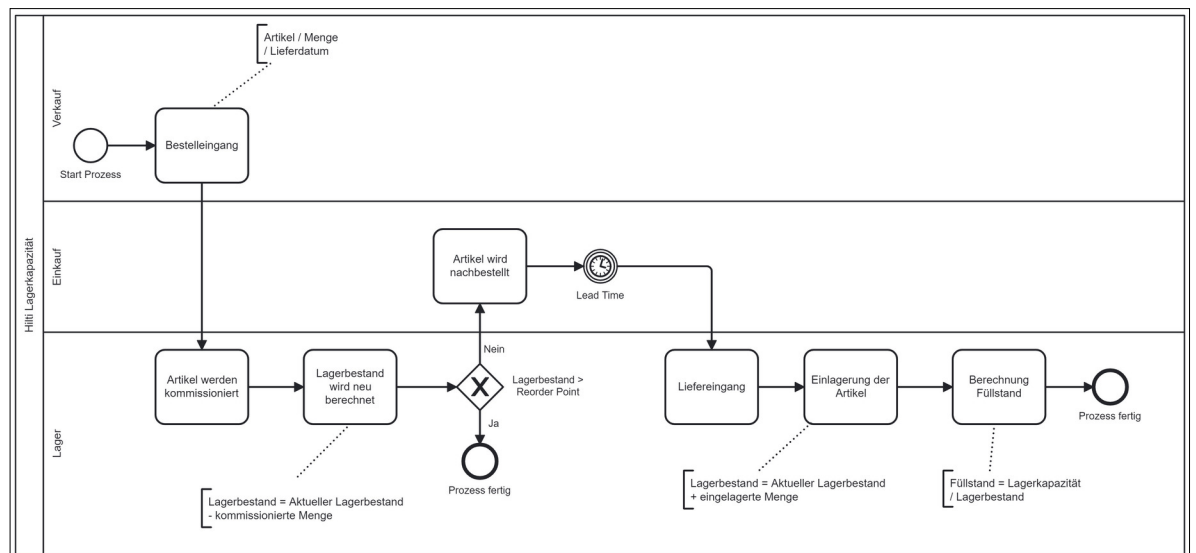 Hilti Lagerkapazität
Verkauf
Start Prozess
Bestelleingang
Artikel / Menge
/ Lieferdatum
Einkauf
Artikel wird
nachbestellt
Lead Time
Lager
Artikel werden
kommissioniert
Lagerbestand
wird neu
berechnet
Lagerbestand = Aktueller Lagerbestand
- kommissionierte Menge
Nein
Lagerbestand >
Reorder Point
Ja
Prozess fertig
Liefereingang
Einlagerung der
Artikel
Lagerbestand = Aktueller Lagerbestand
+ eingelagerte Menge
Berechnung
Füllstand
Füllstand = Lagerkapazität
/ Lagerbestand
Prozess fertig